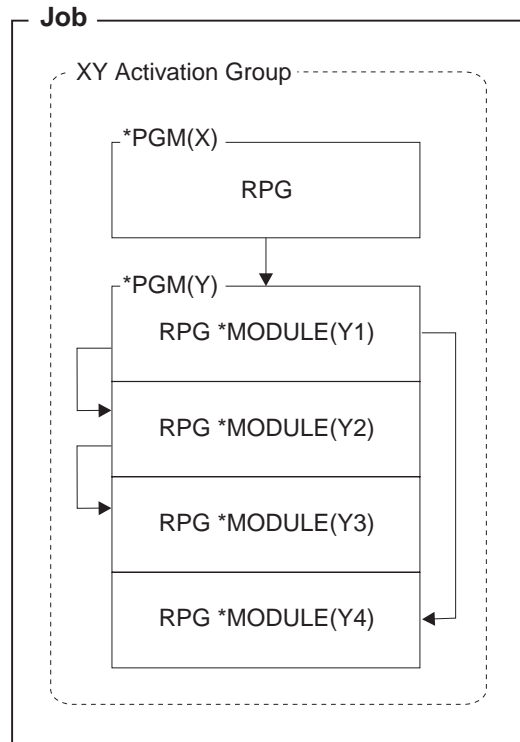 Job
XY Activation Group
*PGM(X)
RPG
*PGM(Y)
RPG *MODULE(Y1)
RPG *MODULE(Y2)
RPG *MODULE(Y3)
RPG *MODULE(Y4)